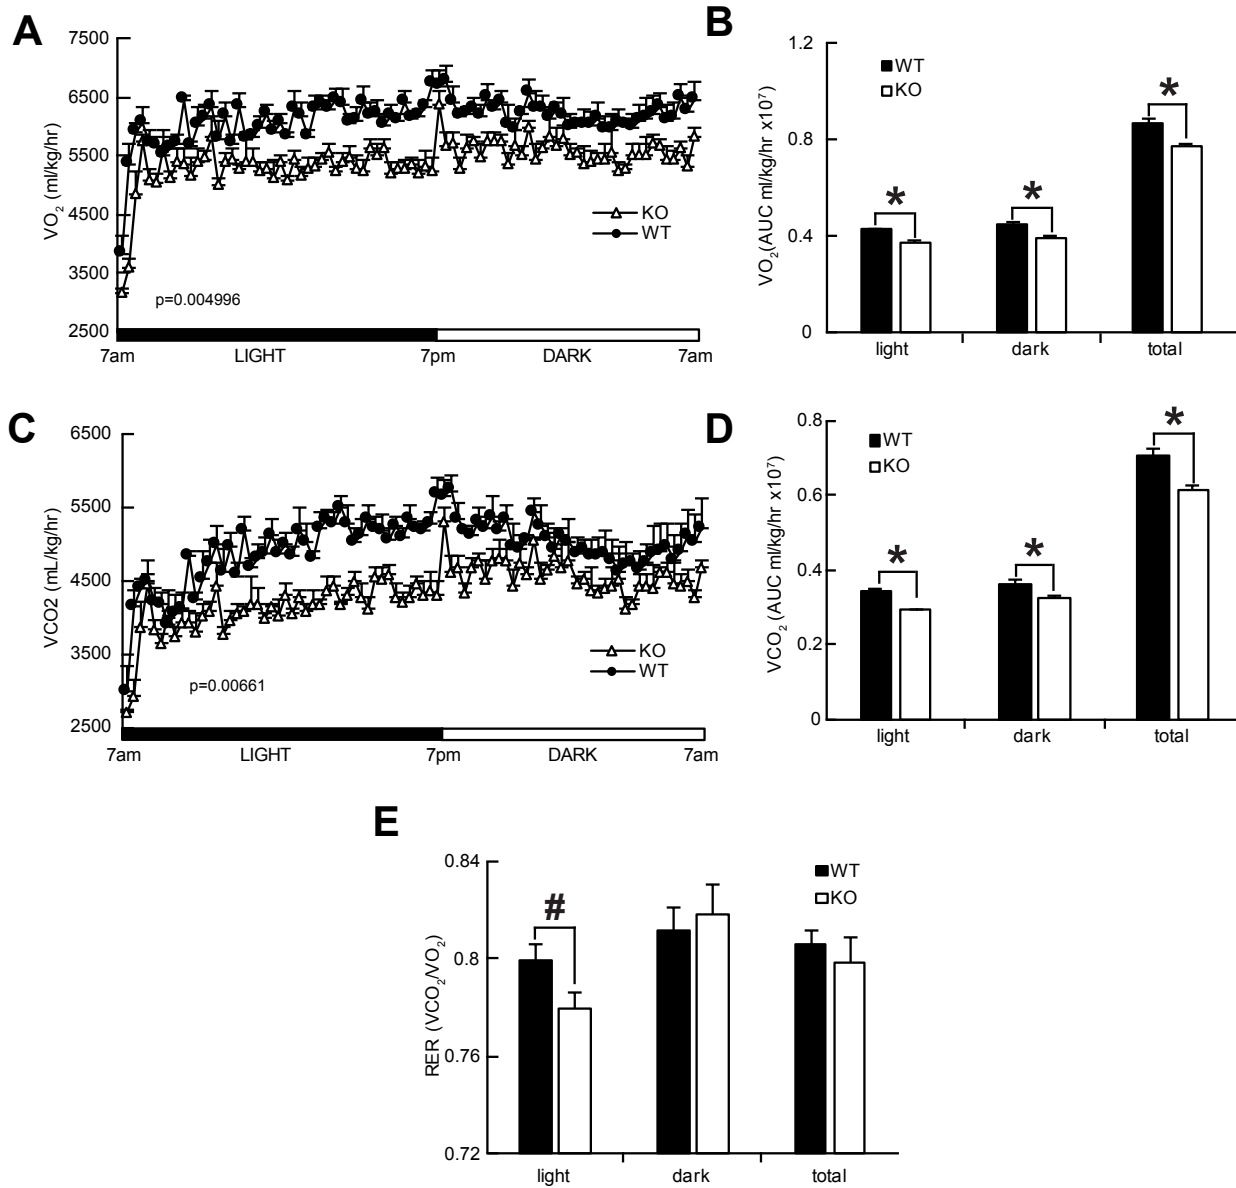 A
7500
6500
5500
4500
3500
2500
VO₂ (ml/kg/hr)
KO
WT
p=0.004996
7am
LIGHT
7pm
DARK
7am
B
1.2
0.8
0.4
0
VO₂(AUC ml/kg/hr x10⁷)
WT
KO
*
*
*
light
dark
total
C
6500
5500
4500
3500
2500
VCO2 (mL/kg/hr)
KO
WT
p=0.00661
7am
LIGHT
7pm
DARK
7am
D
0.8
0.6
0.4
0.2
0
VCO₂ (AUC ml/kg/hr x10⁷)
WT
KO
*
*
*
light
dark
total
E
0.84
0.8
0.76
0.72
RER (VCO₂/VO₂)
WT
KO
#
light
dark
total